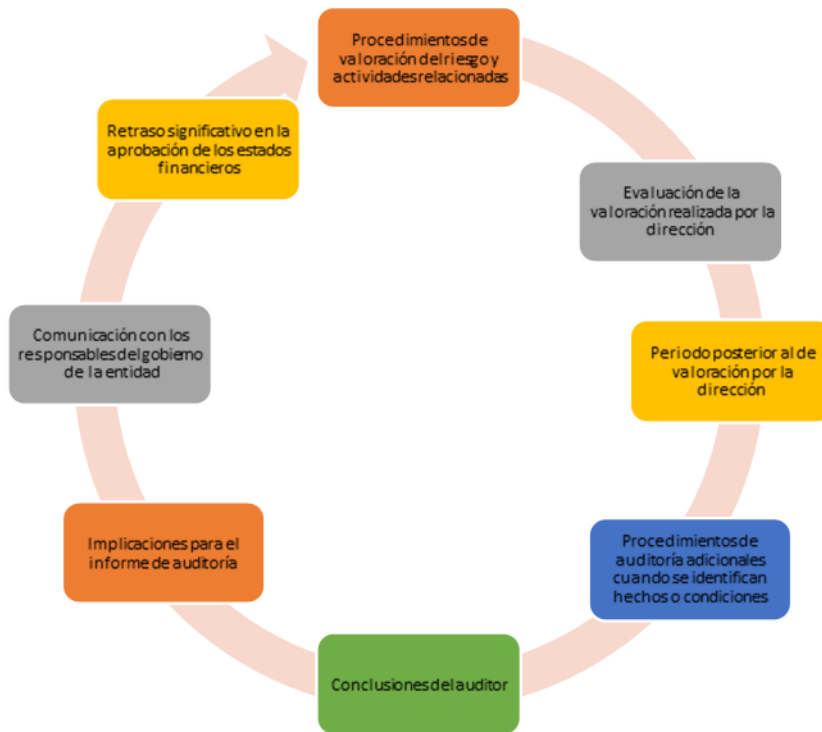 Procedimientos de
valoración del riesgo y
actividades relacionadas
Evaluación de la
valoración realizada por la
dirección
Periodo posterior al de
valoración por la
dirección
Procedimientos de
auditoría adicionales
cuando se identifican
hechos o condiciones
Conclusiones del auditor
Implicaciones para el
informe de auditoría
Comunicación con los
responsables del gobierno
de la entidad
Retraso significativo en la
aprobación de los estados
financieros